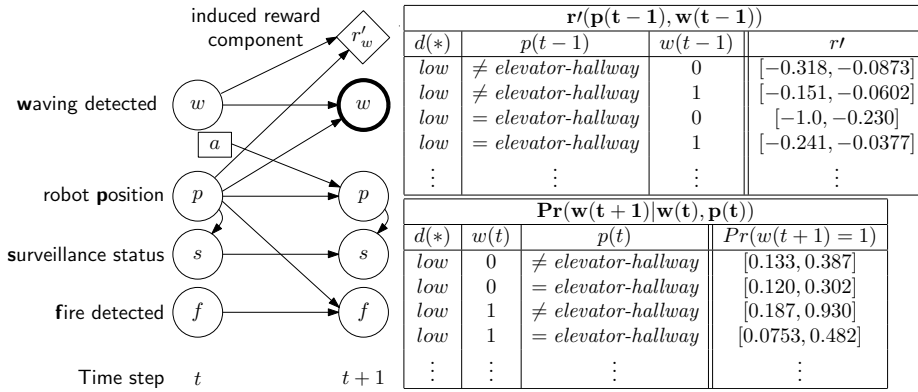 induced reward
component
r′w
waving detected
w
w
a
robot position
p
p
surveillance status
s
s
fire detected
f
f
Time step
t
t + 1
r′(p(t − 1), w(t − 1))
d(*) p(t − 1) w(t − 1) r′
low ≠ elevator-hallway 0 [−0.318, −0.0873]
low ≠ elevator-hallway 1 [−0.151, −0.0602]
low = elevator-hallway 0 [−1.0, −0.230]
low = elevator-hallway 1 [−0.241, −0.0377]
⋮ ⋮ ⋮ ⋮
Pr(w(t + 1)|w(t), p(t))
d(*) w(t) p(t) Pr(w(t + 1) = 1)
low 0 ≠ elevator-hallway [0.133, 0.387]
low 0 = elevator-hallway [0.120, 0.302]
low 1 ≠ elevator-hallway [0.187, 0.930]
low 1 = elevator-hallway [0.0753, 0.482]
⋮ ⋮ ⋮ ⋮